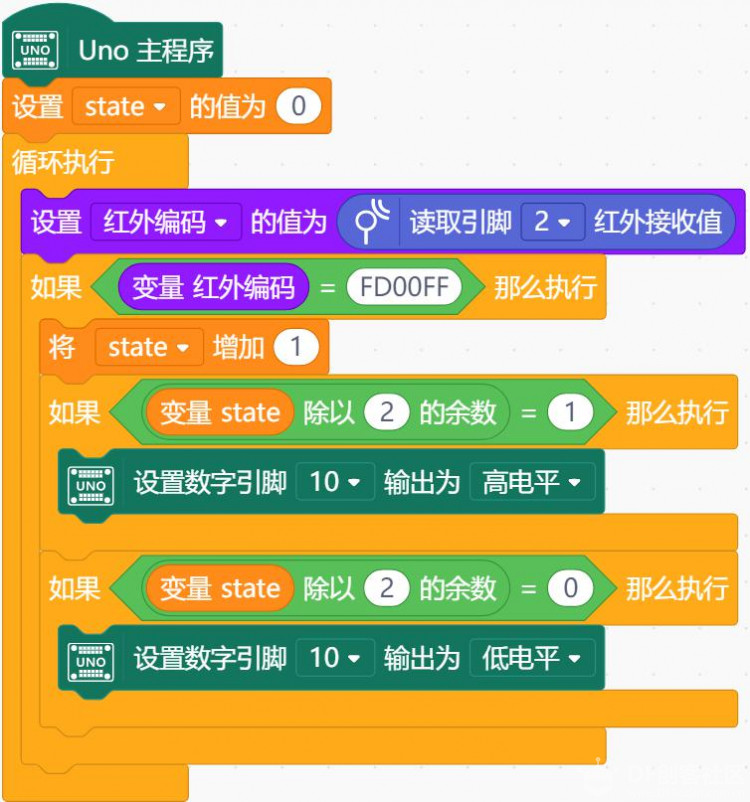 UNO Uno 主程序
设置 state 的值为 0
循环执行
设置 红外编码 的值为 读取引脚 2 红外接收值
如果 变量 红外编码 = FD00FF 那么执行
将 state 增加 1
如果 变量 state 除以 2 的余数 = 1 那么执行
UNO 设置数字引脚 10 输出为 高电平
如果 变量 state 除以 2 的余数 = 0 那么执行
UNO 设置数字引脚 10 输出为 低电平